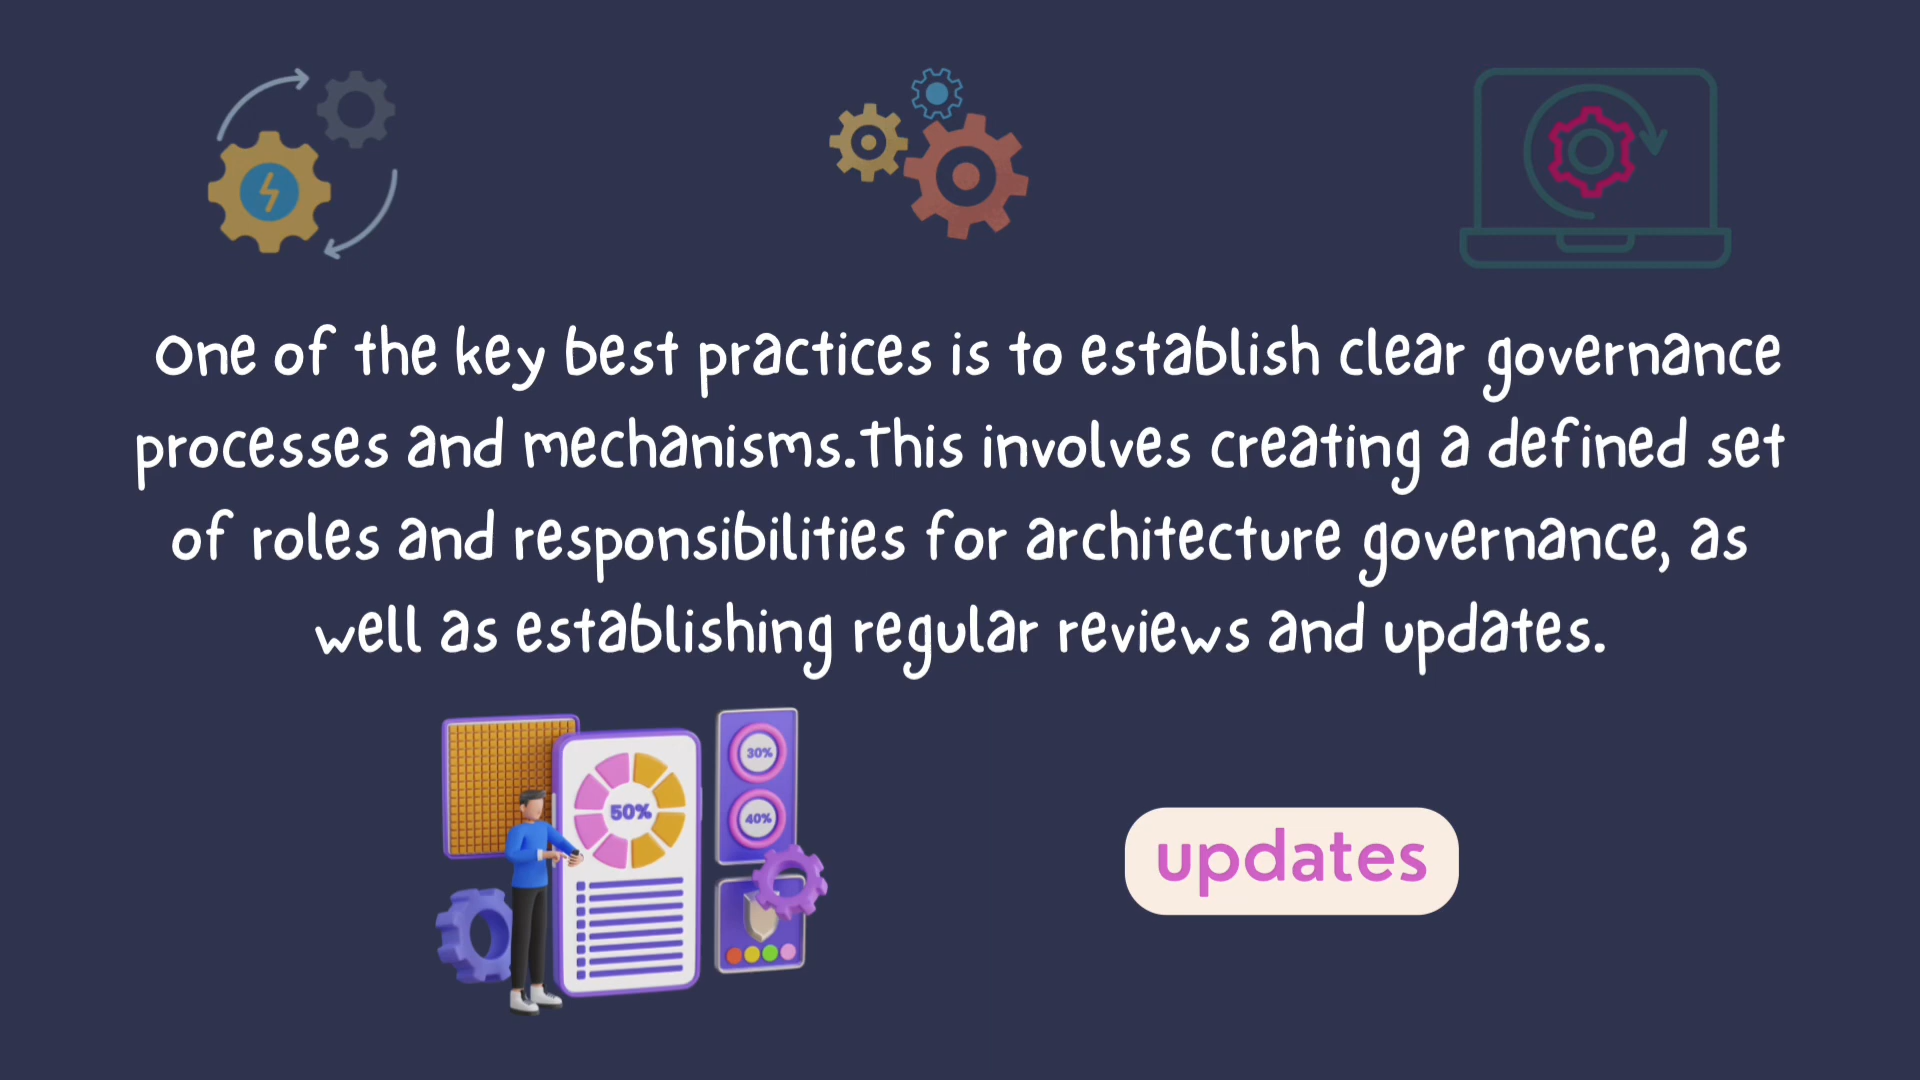 One of the key best practices is to establish clear governance
processes and mechanisms.This involves creating a defined set
of roles and responsibilities for architecture governance, as
well as establishing regular reviews and updates.
30%
50%
40%
updates